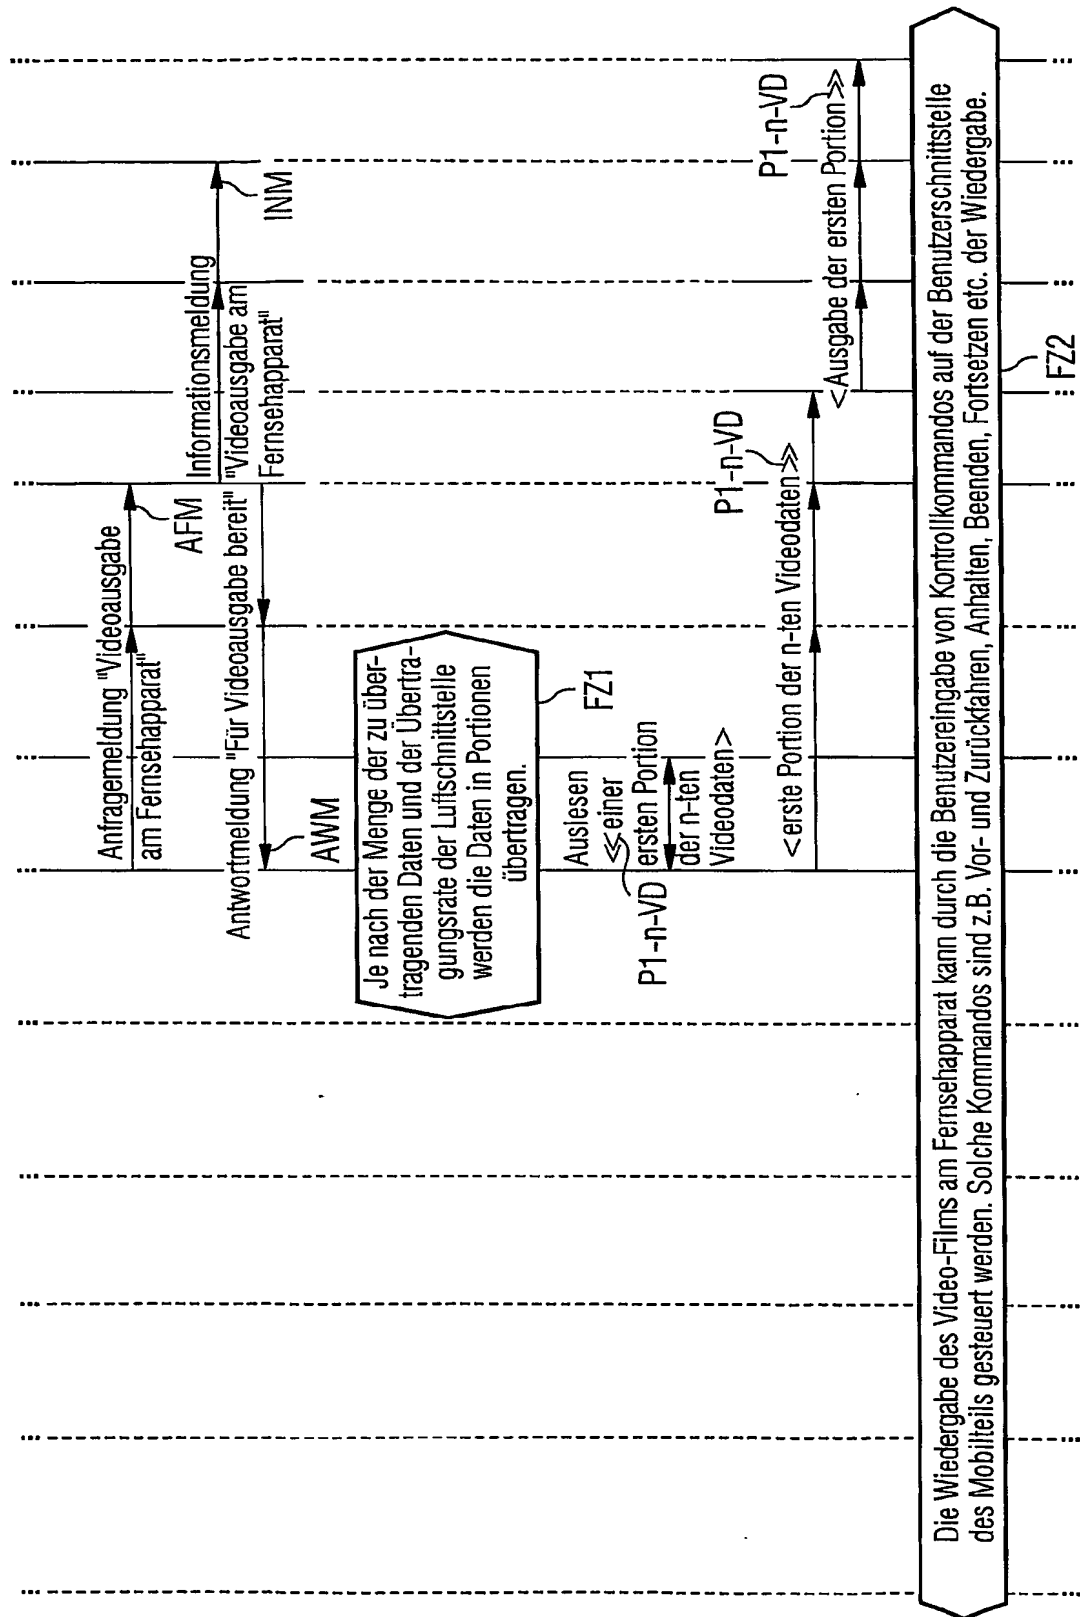 Anfragemeldung "Videoausgabe
am Fernsehapparat"
AFM
Informationsmeldung
"Videoausgabe am
Fernsehapparat"
INM
Antwortmeldung "Für Videoausgabe bereit"
AWM
Je nach der Menge der zu über-
tragenden Daten und der Übertra-
gungsrate der Luftschnittstelle
werden die Daten in Portionen
übertragen.
FZ1
Auslesen
<<einer
ersten Portion
der n-ten
Videodaten>
P1-n-VD
<erste Portion der n-ten Videodaten>>
P1-n-VD
<Ausgabe der ersten Portion>>
P1-n-VD
Die Wiedergabe des Video-Films am Fernsehapparat kann durch die Benutzereingabe von Kontrollkommandos auf der Benutzerschnittstelle
des Mobilteils gesteuert werden. Solche Kommandos sind z.B. Vor- und Zurückfahren, Anhalten, Beenden, Fortsetzen etc. der Wiedergabe.
FZ2